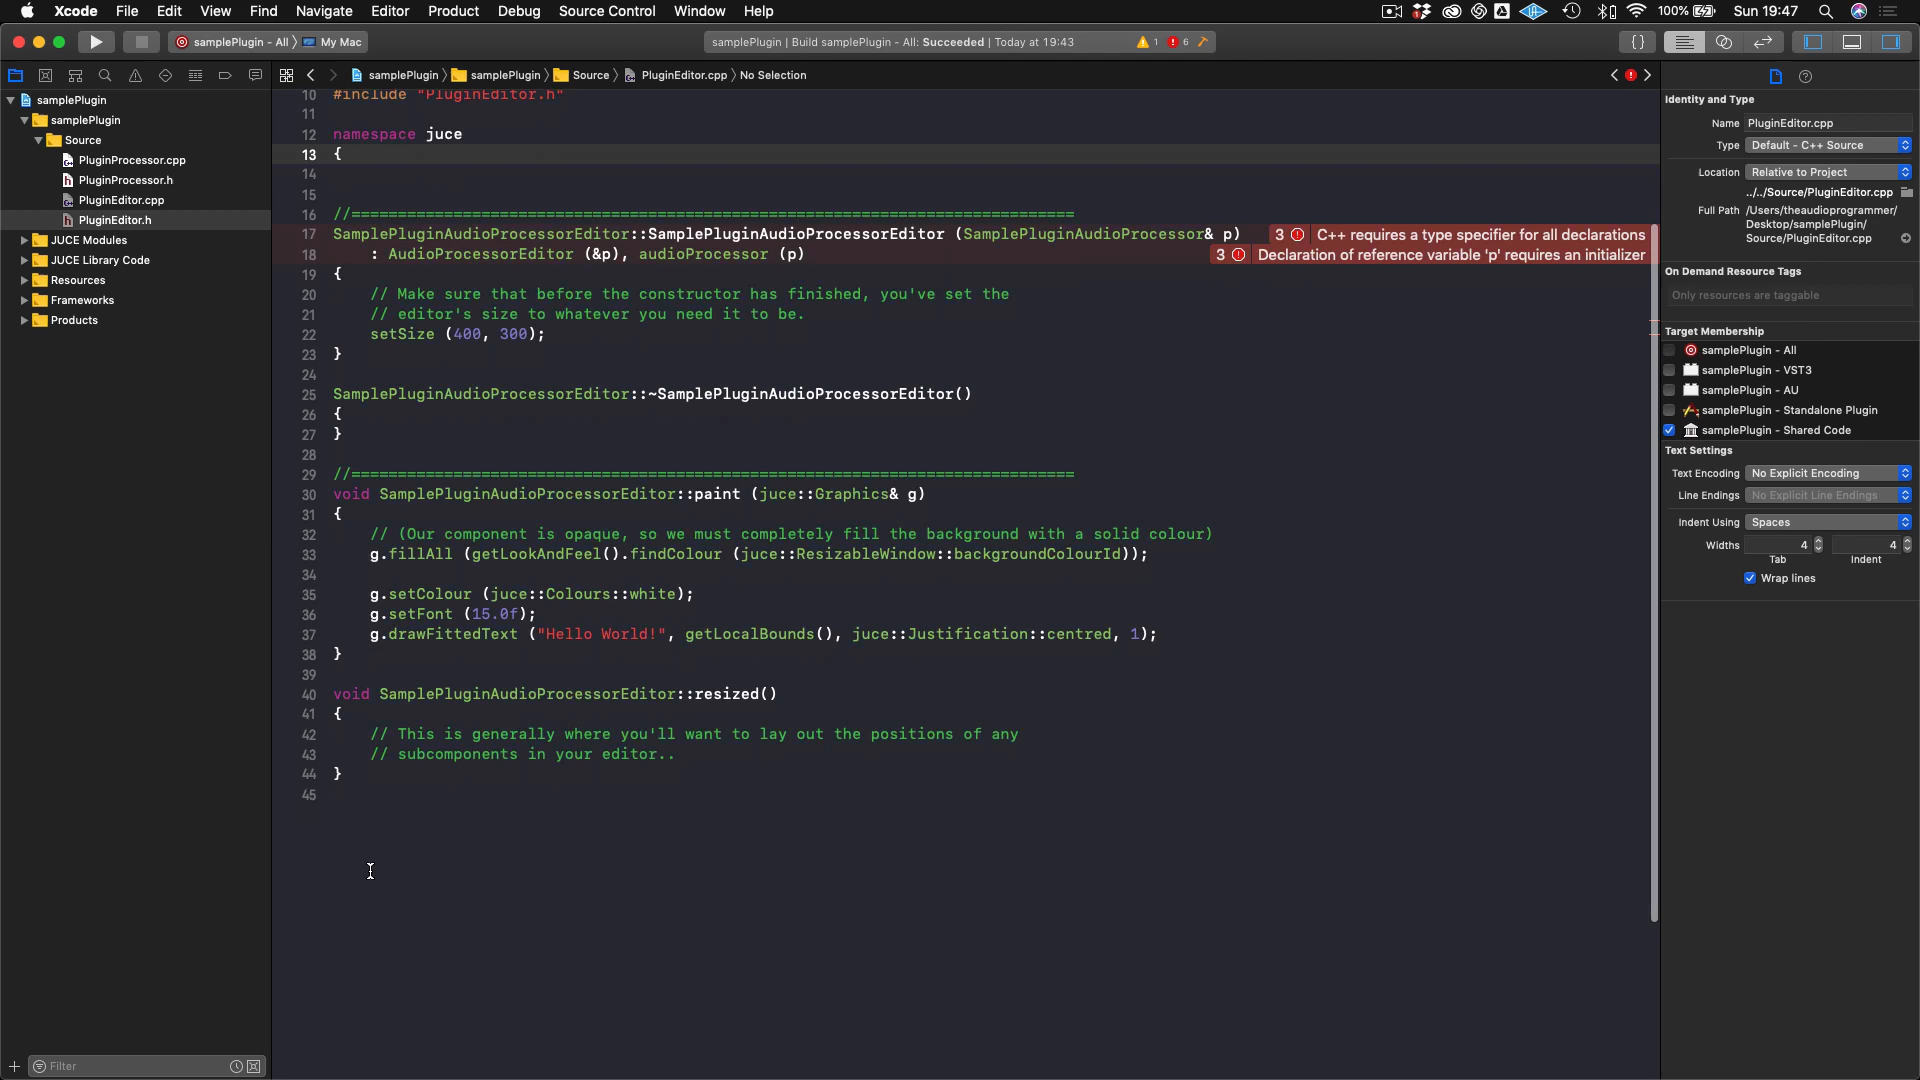 Xcode File Edit View Find Navigate Editor Product Debug Source Control Window Help 100% Sun 19:47
samplePlugin - All 〉 My Mac samplePlugin | Build samplePlugin - All: Succeeded | Today at 19:43 1 6 {}
samplePlugin 〉 samplePlugin 〉 Source 〉 PluginEditor.cpp 〉 No Selection
samplePlugin
samplePlugin
Source
PluginProcessor.cpp
PluginProcessor.h
PluginEditor.cpp
PluginEditor.h
JUCE Modules
JUCE Library Code
Resources
Frameworks
Products
Filter
10 #include "PluginEditor.h"
11
12 namespace juce
13 {
14
15
16 //==============================================================================
17 SamplePluginAudioProcessorEditor::SamplePluginAudioProcessorEditor (SamplePluginAudioProcessor& p) 3 C++ requires a type specifier for all declarations
18     : AudioProcessorEditor (&p), audioProcessor (p) 3 Declaration of reference variable 'p' requires an initializer
19 {
20     // Make sure that before the constructor has finished, you've set the
21     // editor's size to whatever you need it to be.
22     setSize (400, 300);
23 }
24
25 SamplePluginAudioProcessorEditor::~SamplePluginAudioProcessorEditor()
26 {
27 }
28
29 //==============================================================================
30 void SamplePluginAudioProcessorEditor::paint (juce::Graphics& g)
31 {
32     // (Our component is opaque, so we must completely fill the background with a solid colour)
33     g.fillAll (getLookAndFeel().findColour (juce::ResizableWindow::backgroundColourId));
34
35     g.setColour (juce::Colours::white);
36     g.setFont (15.0f);
37     g.drawFittedText ("Hello World!", getLocalBounds(), juce::Justification::centred, 1);
38 }
39
40 void SamplePluginAudioProcessorEditor::resized()
41 {
42     // This is generally where you'll want to lay out the positions of any
43     // subcomponents in your editor..
44 }
45
Identity and Type
Name PluginEditor.cpp
Type Default - C++ Source
Location Relative to Project
../../Source/PluginEditor.cpp
Full Path /Users/theaudioprogrammer/
Desktop/samplePlugin/
Source/PluginEditor.cpp
On Demand Resource Tags
Only resources are taggable
Target Membership
samplePlugin - All
samplePlugin - VST3
samplePlugin - AU
samplePlugin - Standalone Plugin
samplePlugin - Shared Code
Text Settings
Text Encoding No Explicit Encoding
Line Endings No Explicit Line Endings
Indent Using Spaces
Widths 4 4
Tab Indent
Wrap lines